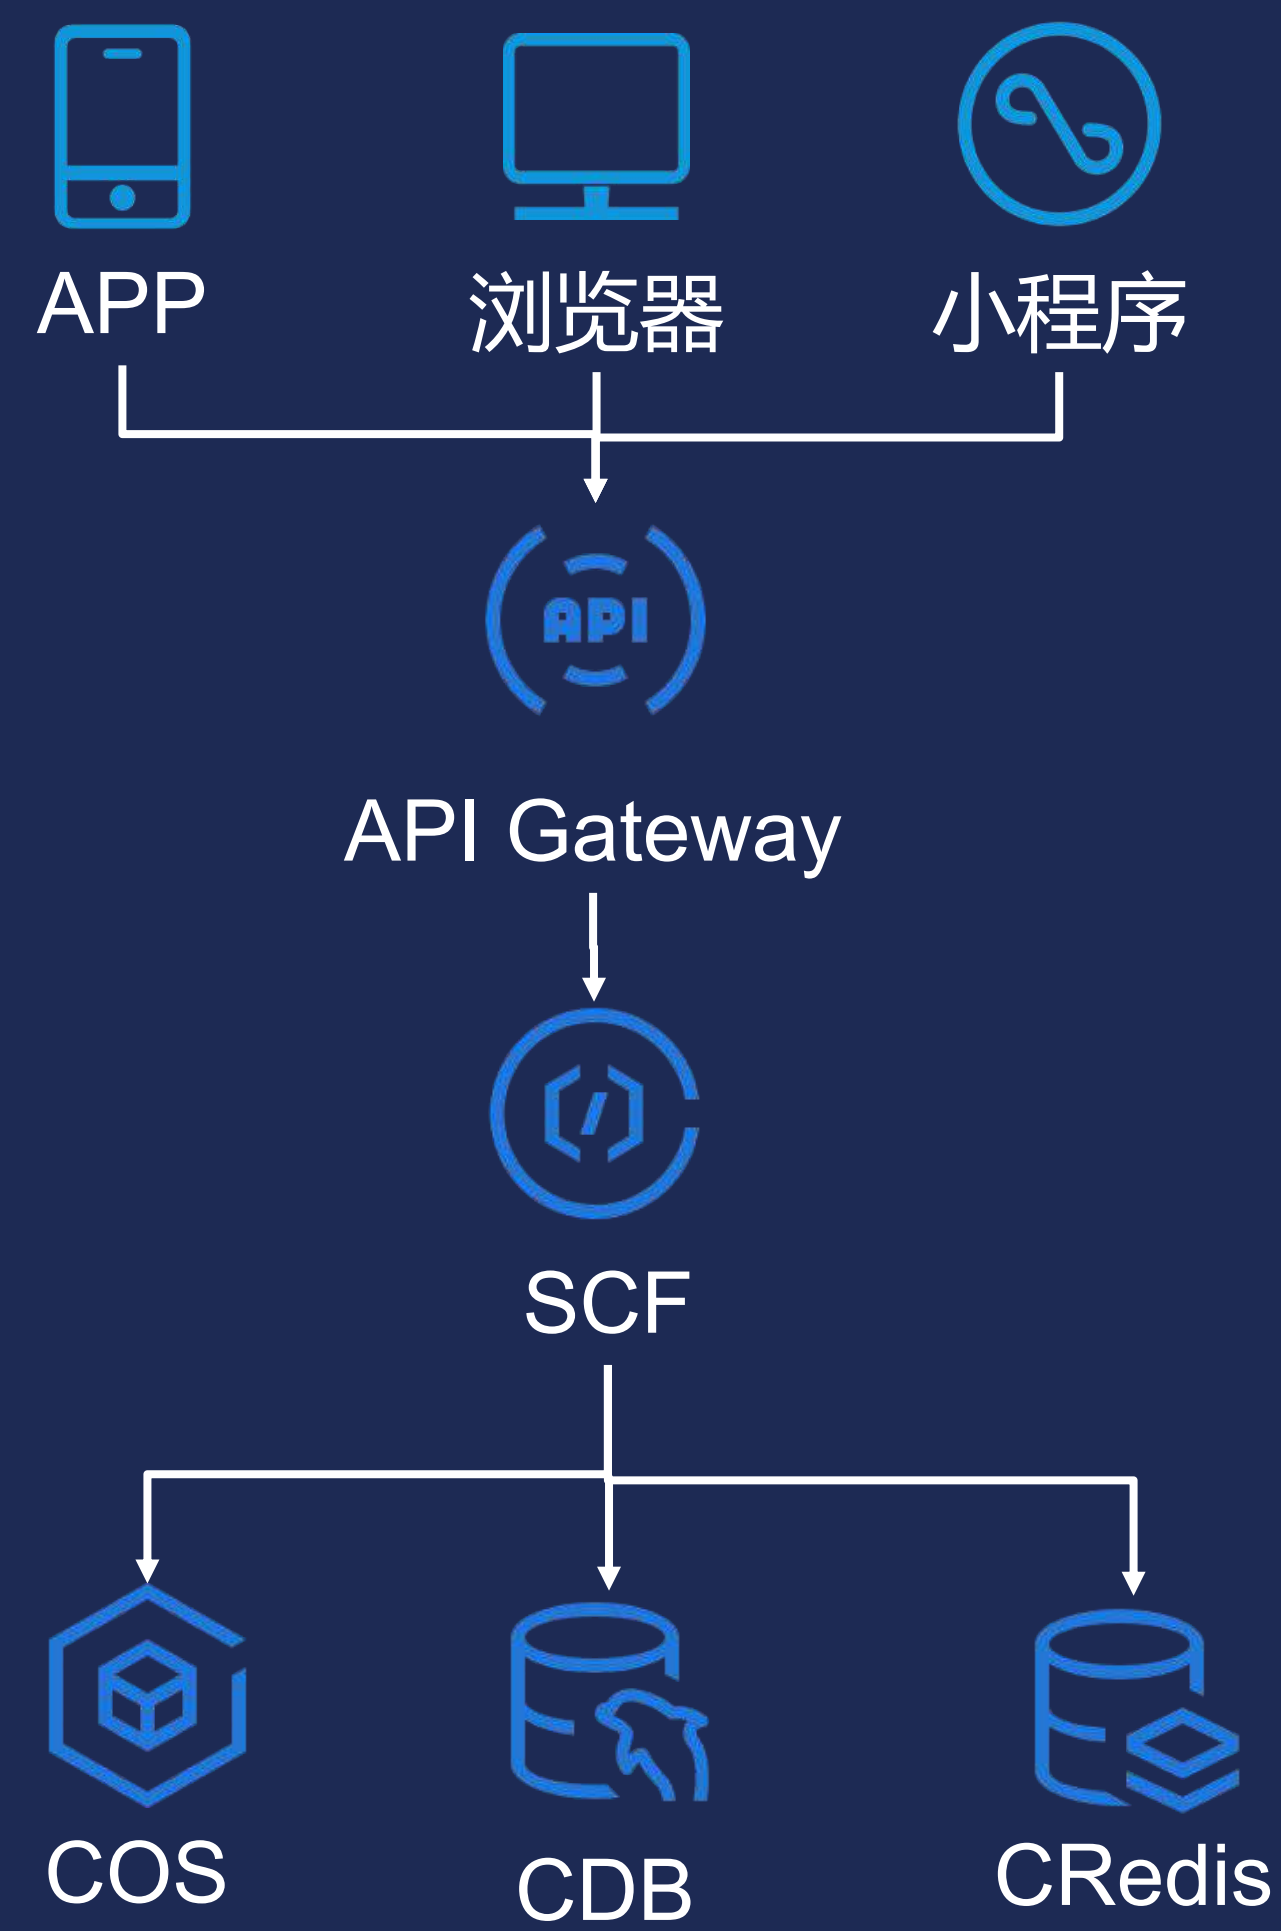 APP
浏览器
小程序
API
API Gateway
SCF
COS
CDB
CRedis